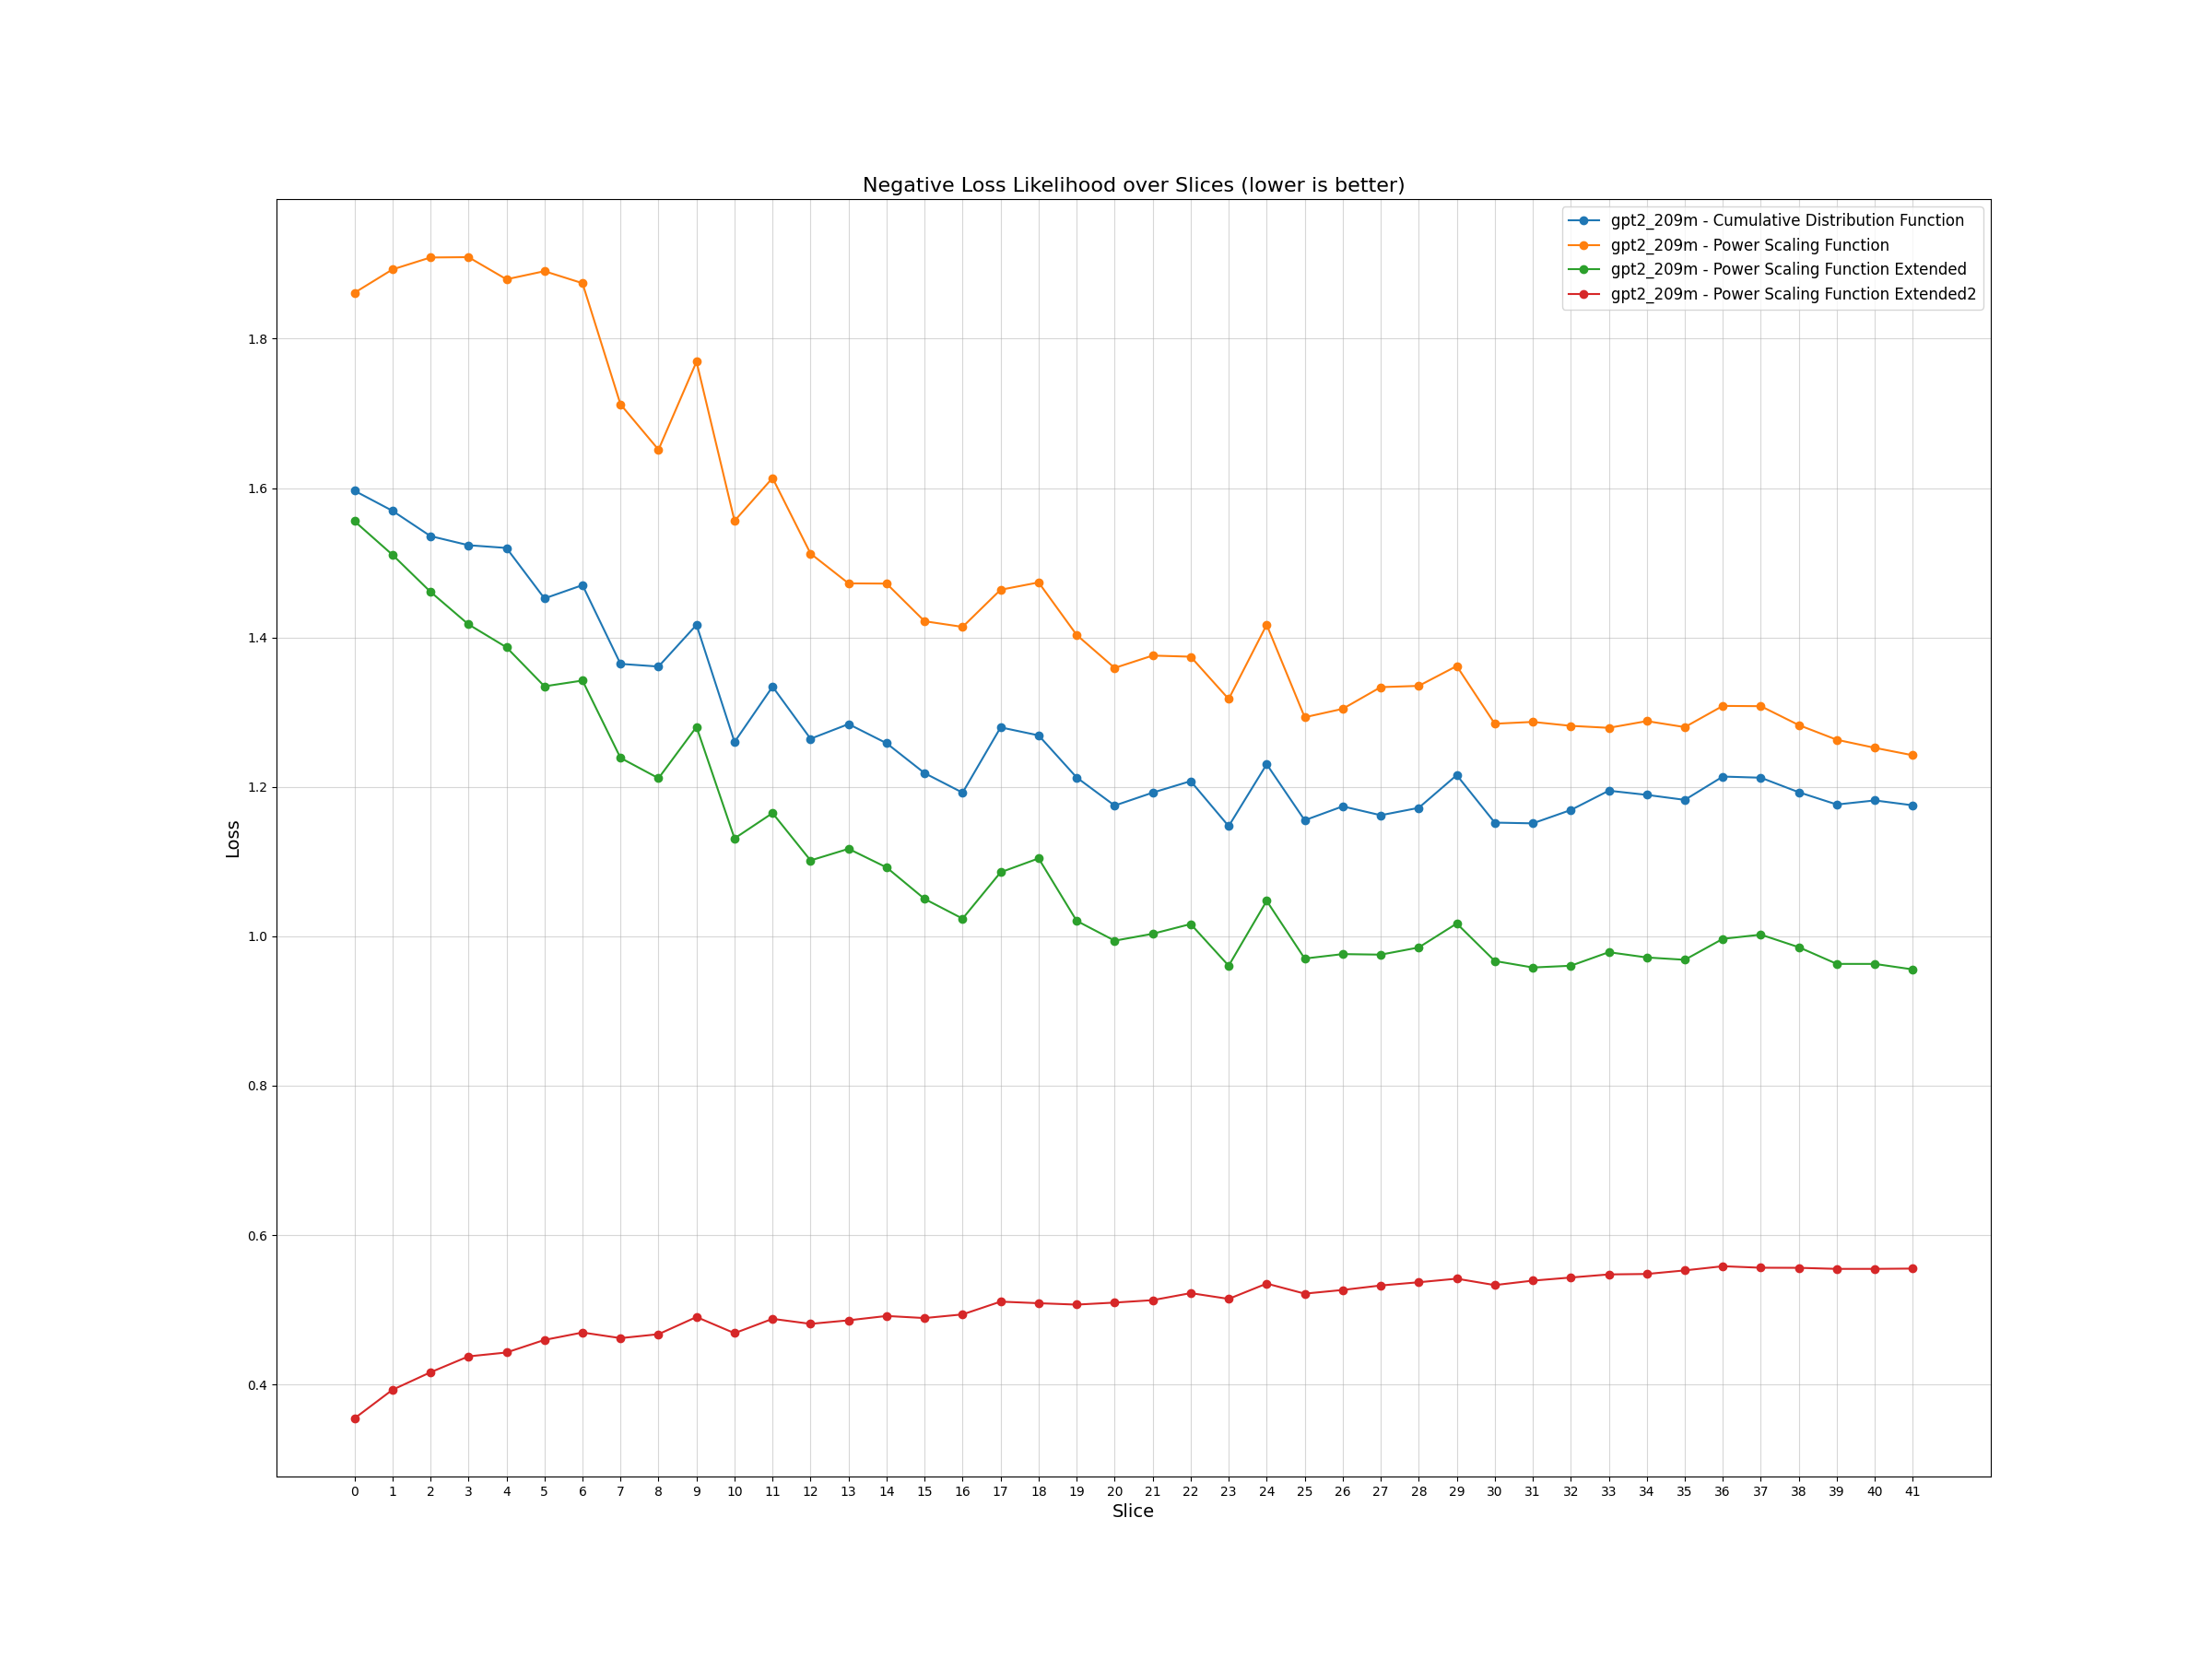 Negative Loss Likelihood over Slices (lower is better)
gpt2_209m - Cumulative Distribution Function
gpt2_209m - Power Scaling Function
gpt2_209m - Power Scaling Function Extended
gpt2_209m - Power Scaling Function Extended2
1.8
1.6
1.4
1.2
1.0
0.8
0.6
0.4
Loss
0 1 2 3 4 5 6 7 8 9 10 11 12 13 14 15 16 17 18 19 20 21 22 23 24 25 26 27 28 29 30 31 32 33 34 35 36 37 38 39 40 41
Slice